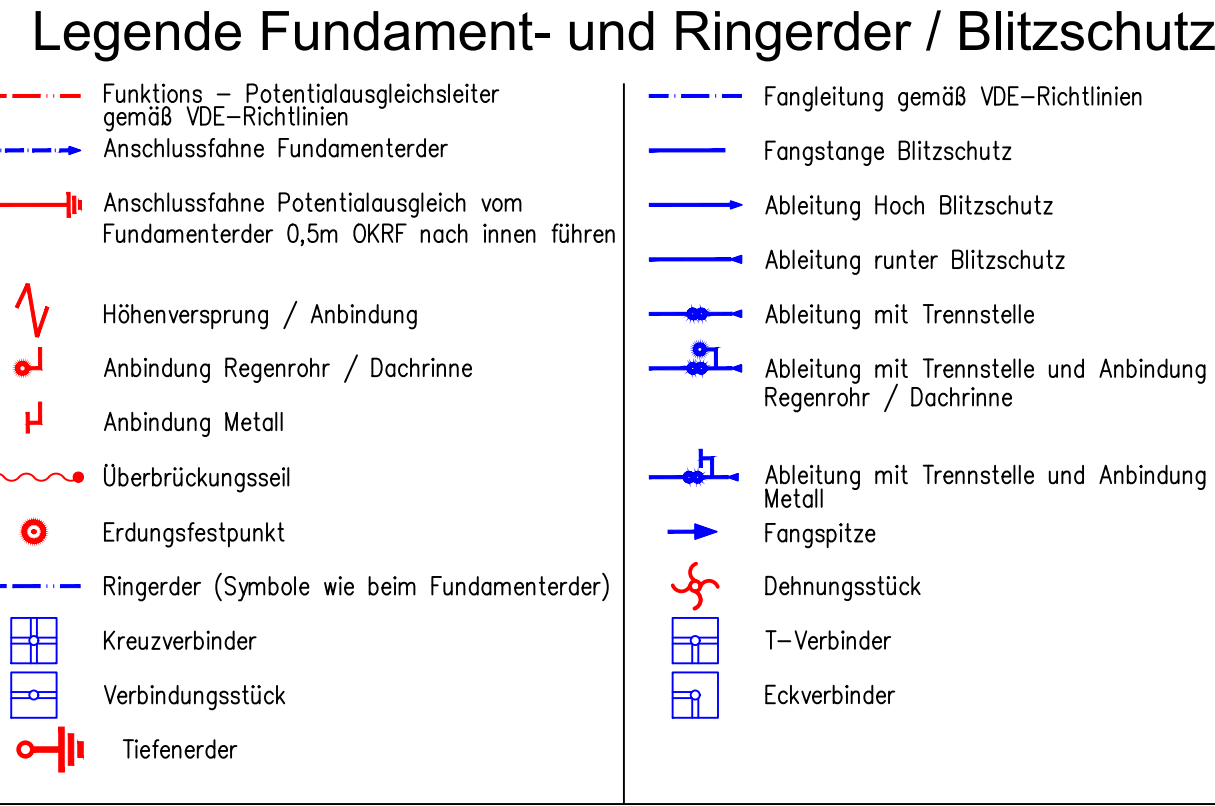 Legende Fundament- und Ringerder / Blitzschutz
Funktions - Potentialausgleichsleiter
gemäß VDE-Richtlinien
Anschlussfahne Fundamenterder
Anschlussfahne Potentialausgleich vom
Fundamenterder 0,5m OKRF nach innen führen
Höhenversprung / Anbindung
Anbindung Regenrohr / Dachrinne
Anbindung Metall
Überbrückungsseil
Erdungsfestpunkt
Ringerder (Symbole wie beim Fundamenterder)
Kreuzverbinder
Verbindungsstück
Tiefenerder
Fangleitung gemäß VDE-Richtlinien
Fangstange Blitzschutz
Ableitung Hoch Blitzschutz
Ableitung runter Blitzschutz
Ableitung mit Trennstelle
Ableitung mit Trennstelle und Anbindung
Regenrohr / Dachrinne
Ableitung mit Trennstelle und Anbindung
Metall
Fangspitze
Dehnungsstück
T-Verbinder
Eckverbinder